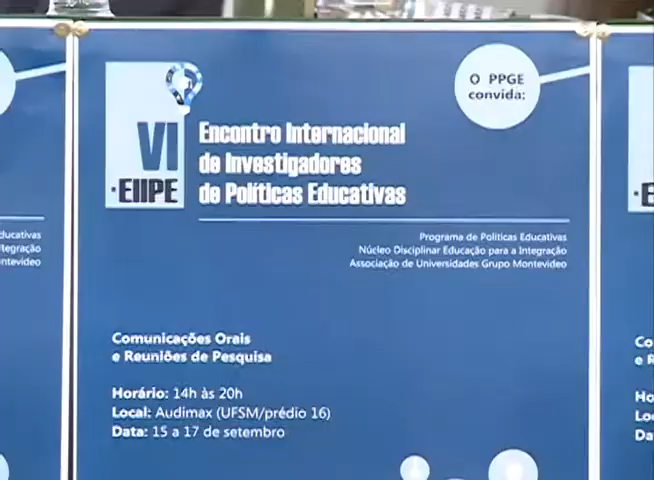 O PPGE
convida:
VI
·EIIPE
Encontro Internacional
de Investigadores
de Políticas Educativas
Programa de Políticas Educativas
Núcleo Disciplinar Educação para a Integração
Associação de Universidades Grupo Montevideo
Comunicações Orais
e Reuniões de Pesquisa
Horário: 14h às 20h
Local: Audimax (UFSM/prédio 16)
Data: 15 a 17 de setembro